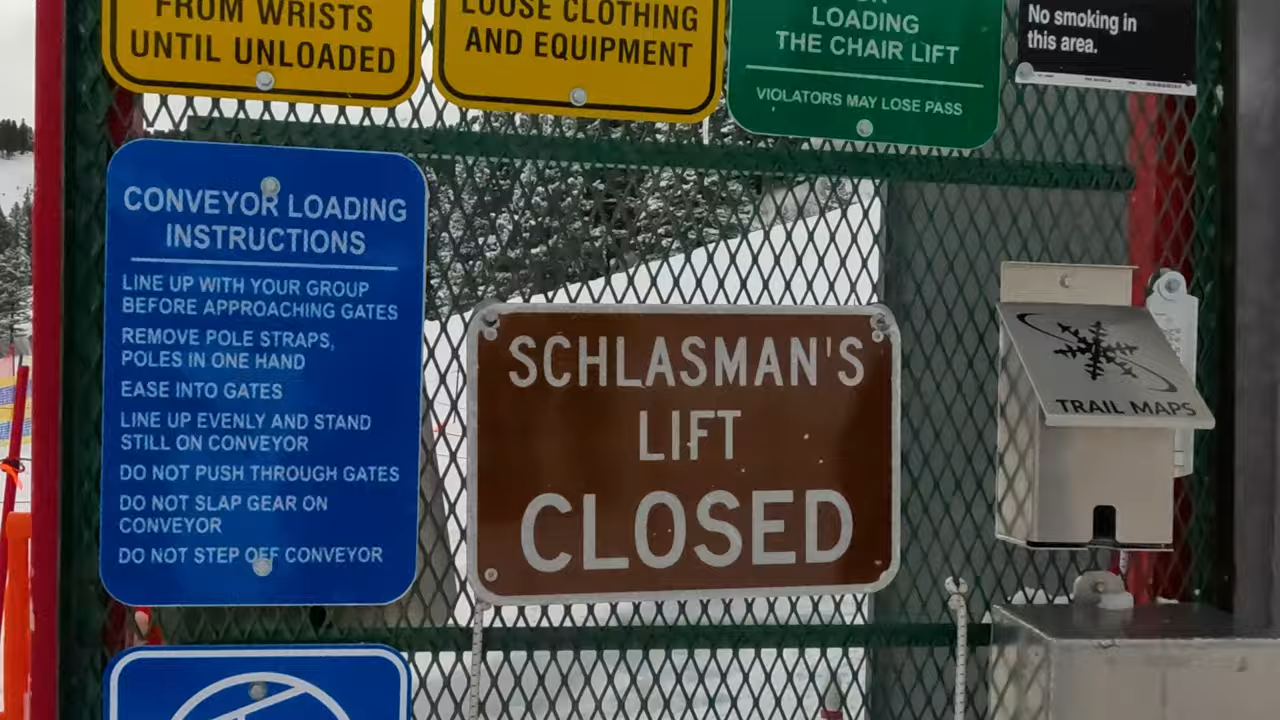 FROM WRISTS
UNTIL UNLOADED
LOOSE CLOTHING
AND EQUIPMENT
LOADING
THE CHAIR LIFT
VIOLATORS MAY LOSE PASS
No smoking in
this area.
CONVEYOR LOADING
INSTRUCTIONS
LINE UP WITH YOUR GROUP
BEFORE APPROACHING GATES
REMOVE POLE STRAPS,
POLES IN ONE HAND
EASE INTO GATES
LINE UP EVENLY AND STAND
STILL ON CONVEYOR
DO NOT PUSH THROUGH GATES
DO NOT SLAP GEAR ON
CONVEYOR
DO NOT STEP OFF CONVEYOR
SCHLASMAN'S
LIFT
CLOSED
TRAIL MAPS